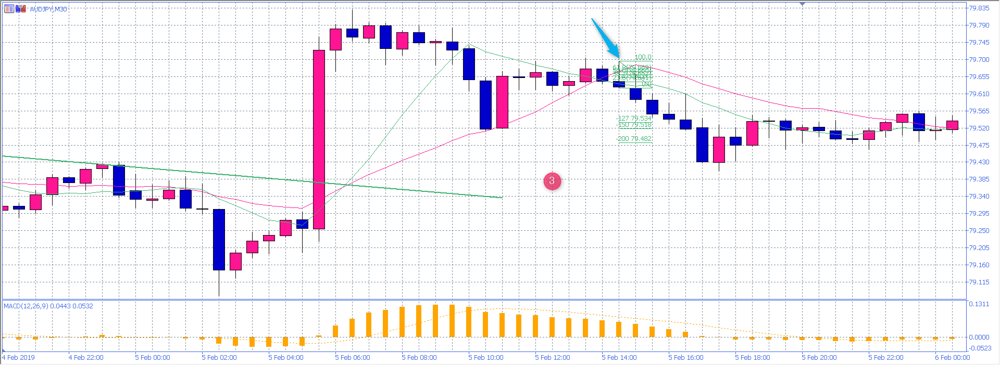 AUDJPY,M30
79.835
79.790
79.745
79.700
79.655
79.610
79.565
79.520
79.475
79.430
79.385
79.340
79.295
79.250
79.205
79.160
79.115
100.0
-127 79.534
-150 79.518
-200 79.482
3
MACD(12,26,9) 0.0443 0.0532
0.1311
0.0000
-0.0523
4 Feb 2019
4 Feb 22:00
5 Feb 00:00
5 Feb 02:00
5 Feb 04:00
5 Feb 06:00
5 Feb 08:00
5 Feb 10:00
5 Feb 12:00
5 Feb 14:00
5 Feb 16:00
5 Feb 18:00
5 Feb 20:00
5 Feb 22:00
6 Feb 00:00